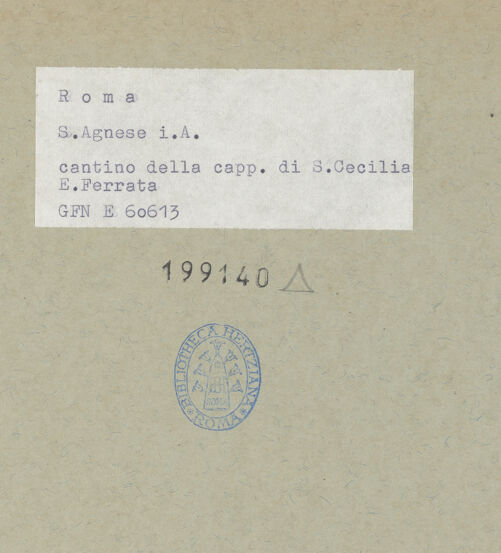 R o m a
S.Agnese i.A.
cantino della capp. di S.Cecilia
E.Ferrata
GFN E 60613
199140
BIBLIOTHECA HERTZIANA
ROMA